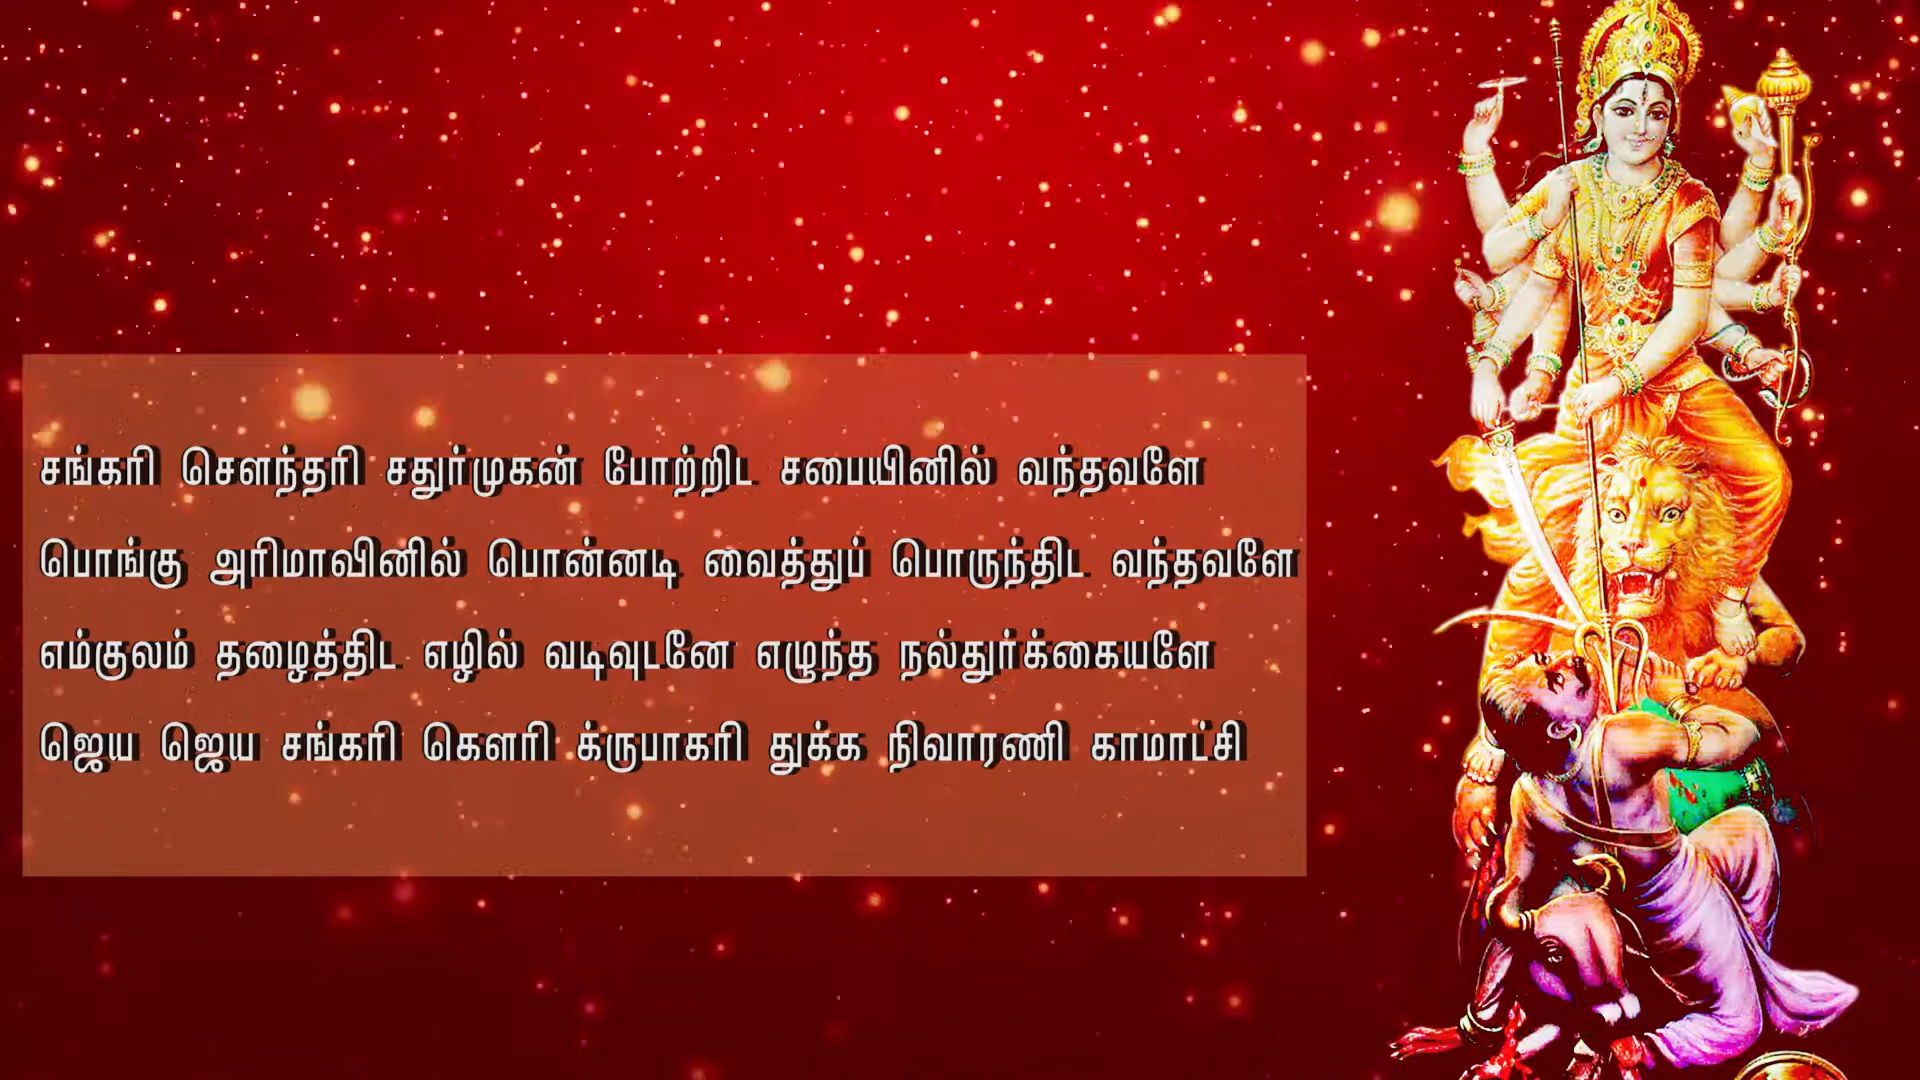 சங்கரி சௌந்தரி சதுர்முகன் போற்றிட சபையினில் வந்தவளே
பொங்கு அரிமாவினில் பொன்னடி வைத்துப் பொருந்திட வந்தவளே
எம்குலம் தழைத்திட எழில் வடிவுடனே எழுந்த நல்துர்க்கையளே
ஜெய ஜெய சங்கரி கௌரி க்ருபாகரி துக்க நிவாரணி காமாட்சி